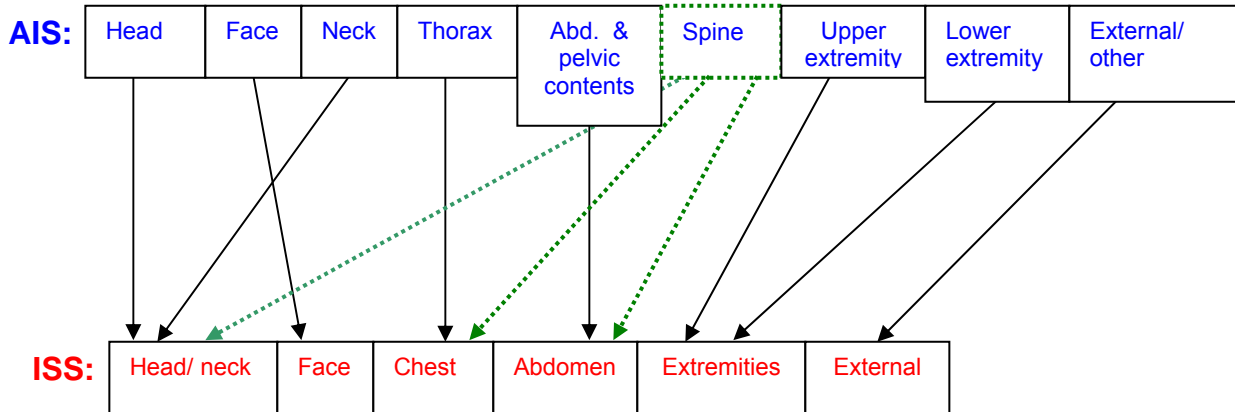 AIS:
Head
Face
Neck
Thorax
Abd. &
pelvic
contents
Spine
Upper
extremity
Lower
extremity
External/
other
ISS:
Head/ neck
Face
Chest
Abdomen
Extremities
External